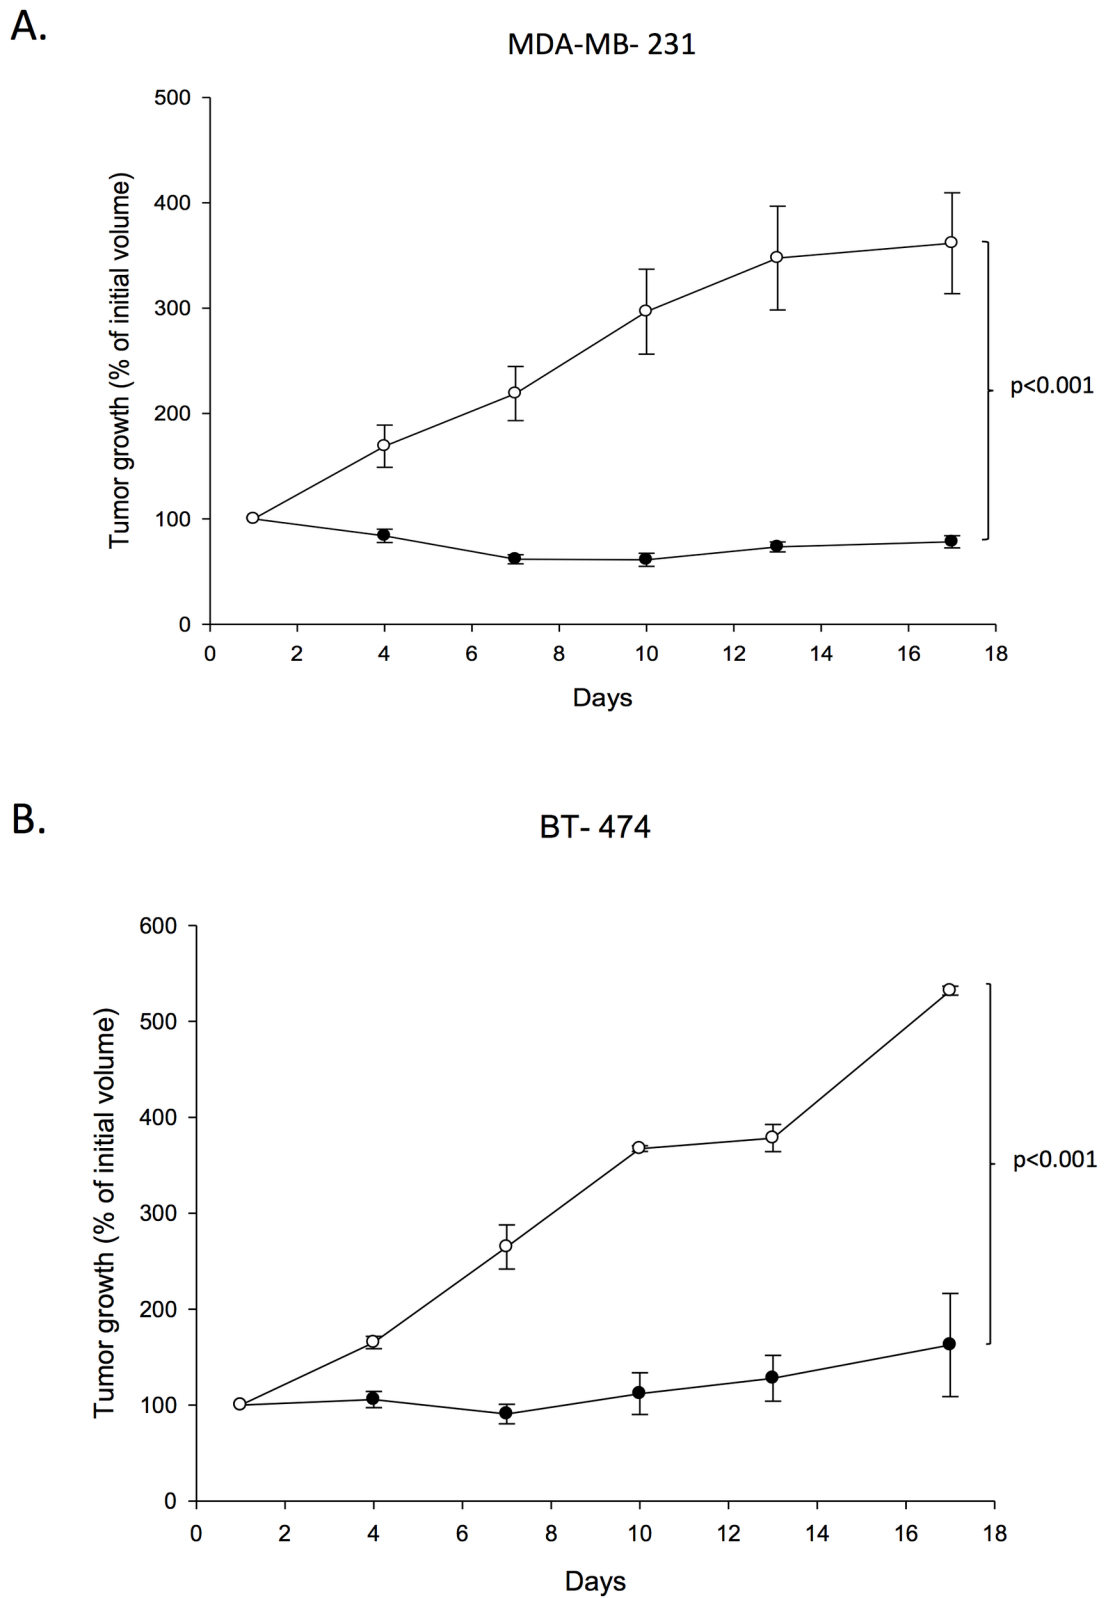 A.
MDA-MB- 231
500
400
300
200
100
0
Tumor growth (% of initial volume)
p<0.001
0 2 4 6 8 10 12 14 16 18
Days
B.
BT- 474
600
500
400
300
200
100
0
Tumor growth (% of initial volume)
p<0.001
0 2 4 6 8 10 12 14 16 18
Days